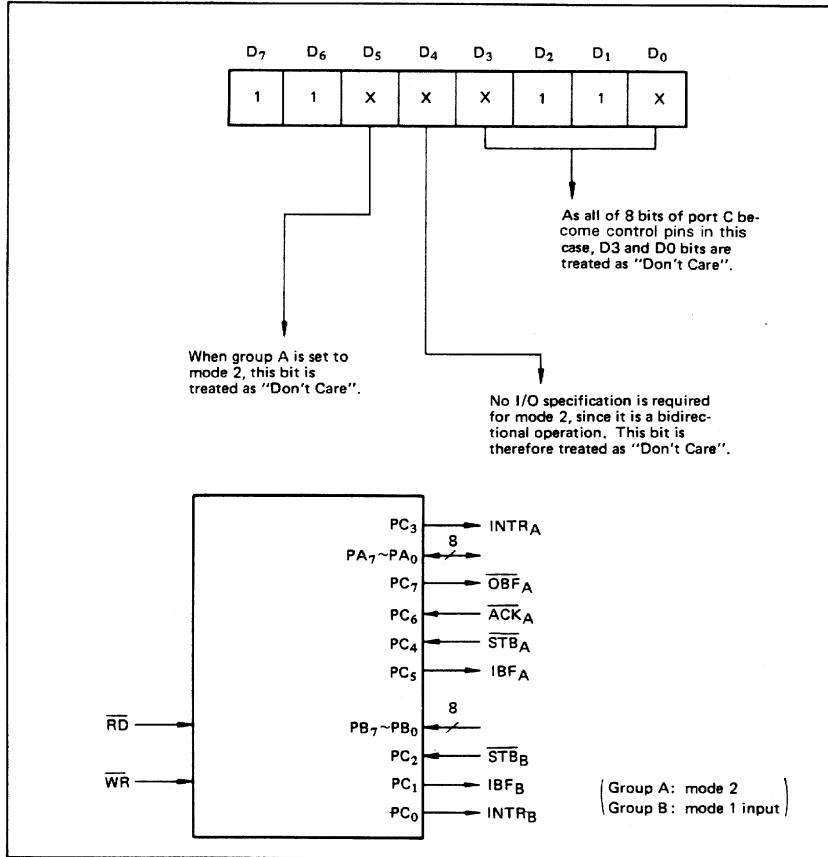 D7 D6 D5 D4 D3 D2 D1 D0
1 1 X X X 1 1 X
As all of 8 bits of port C be-
come control pins in this
case, D3 and D0 bits are
treated as "Don't Care".
When group A is set to
mode 2, this bit is
treated as "Don't Care".
No I/O specification is required
for mode 2, since it is a bidirec-
tional operation. This bit is
therefore treated as "Don't Care".
PC3 INTRA
PA7~PA0 8
PC7 OBFA
PC6 ACKA
PC4 STBA
PC5 IBFA
RD PB7~PB0 8
PC2 STBB
WR PC1 IBFB
PC0 INTRB
(Group A: mode 2
Group B: mode 1 input)